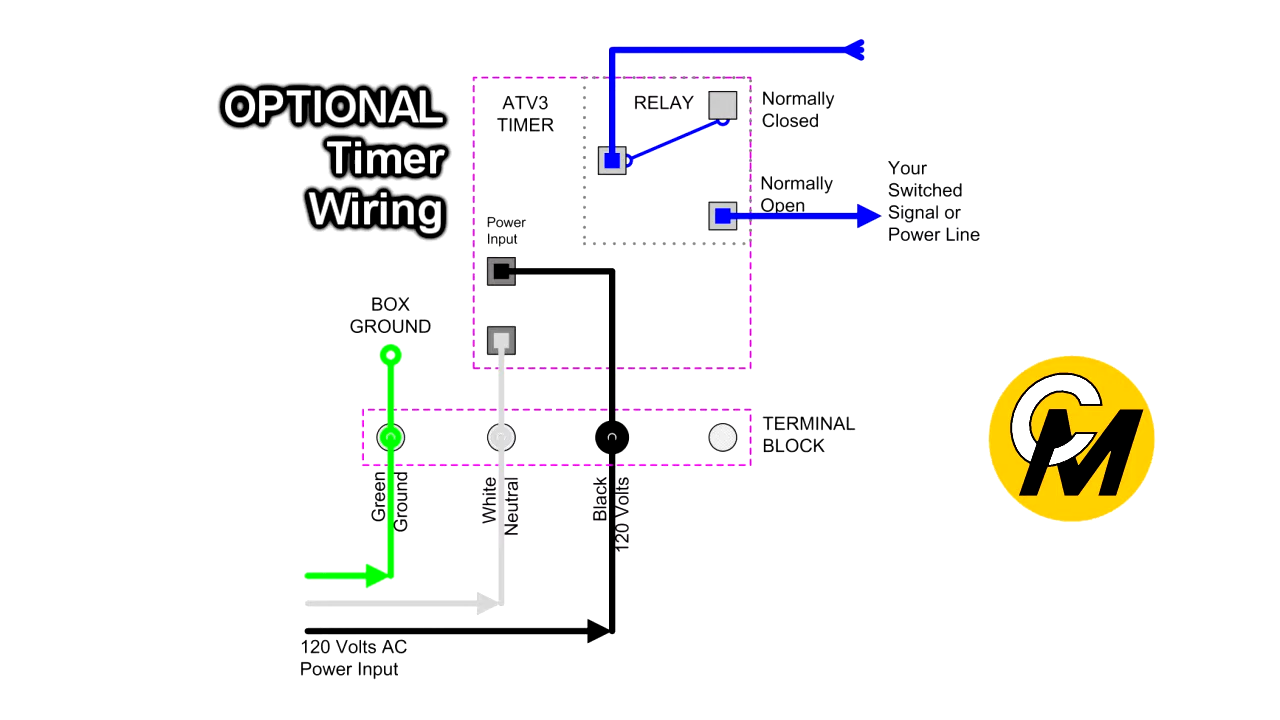 OPTIONAL
Timer
Wiring
ATV3
TIMER
RELAY
Normally
Closed
Normally
Open
Your
Switched
Signal or
Power Line
Power
Input
BOX
GROUND
TERMINAL
BLOCK
Green
Ground
White
Neutral
Black
120 Volts
120 Volts AC
Power Input
CM